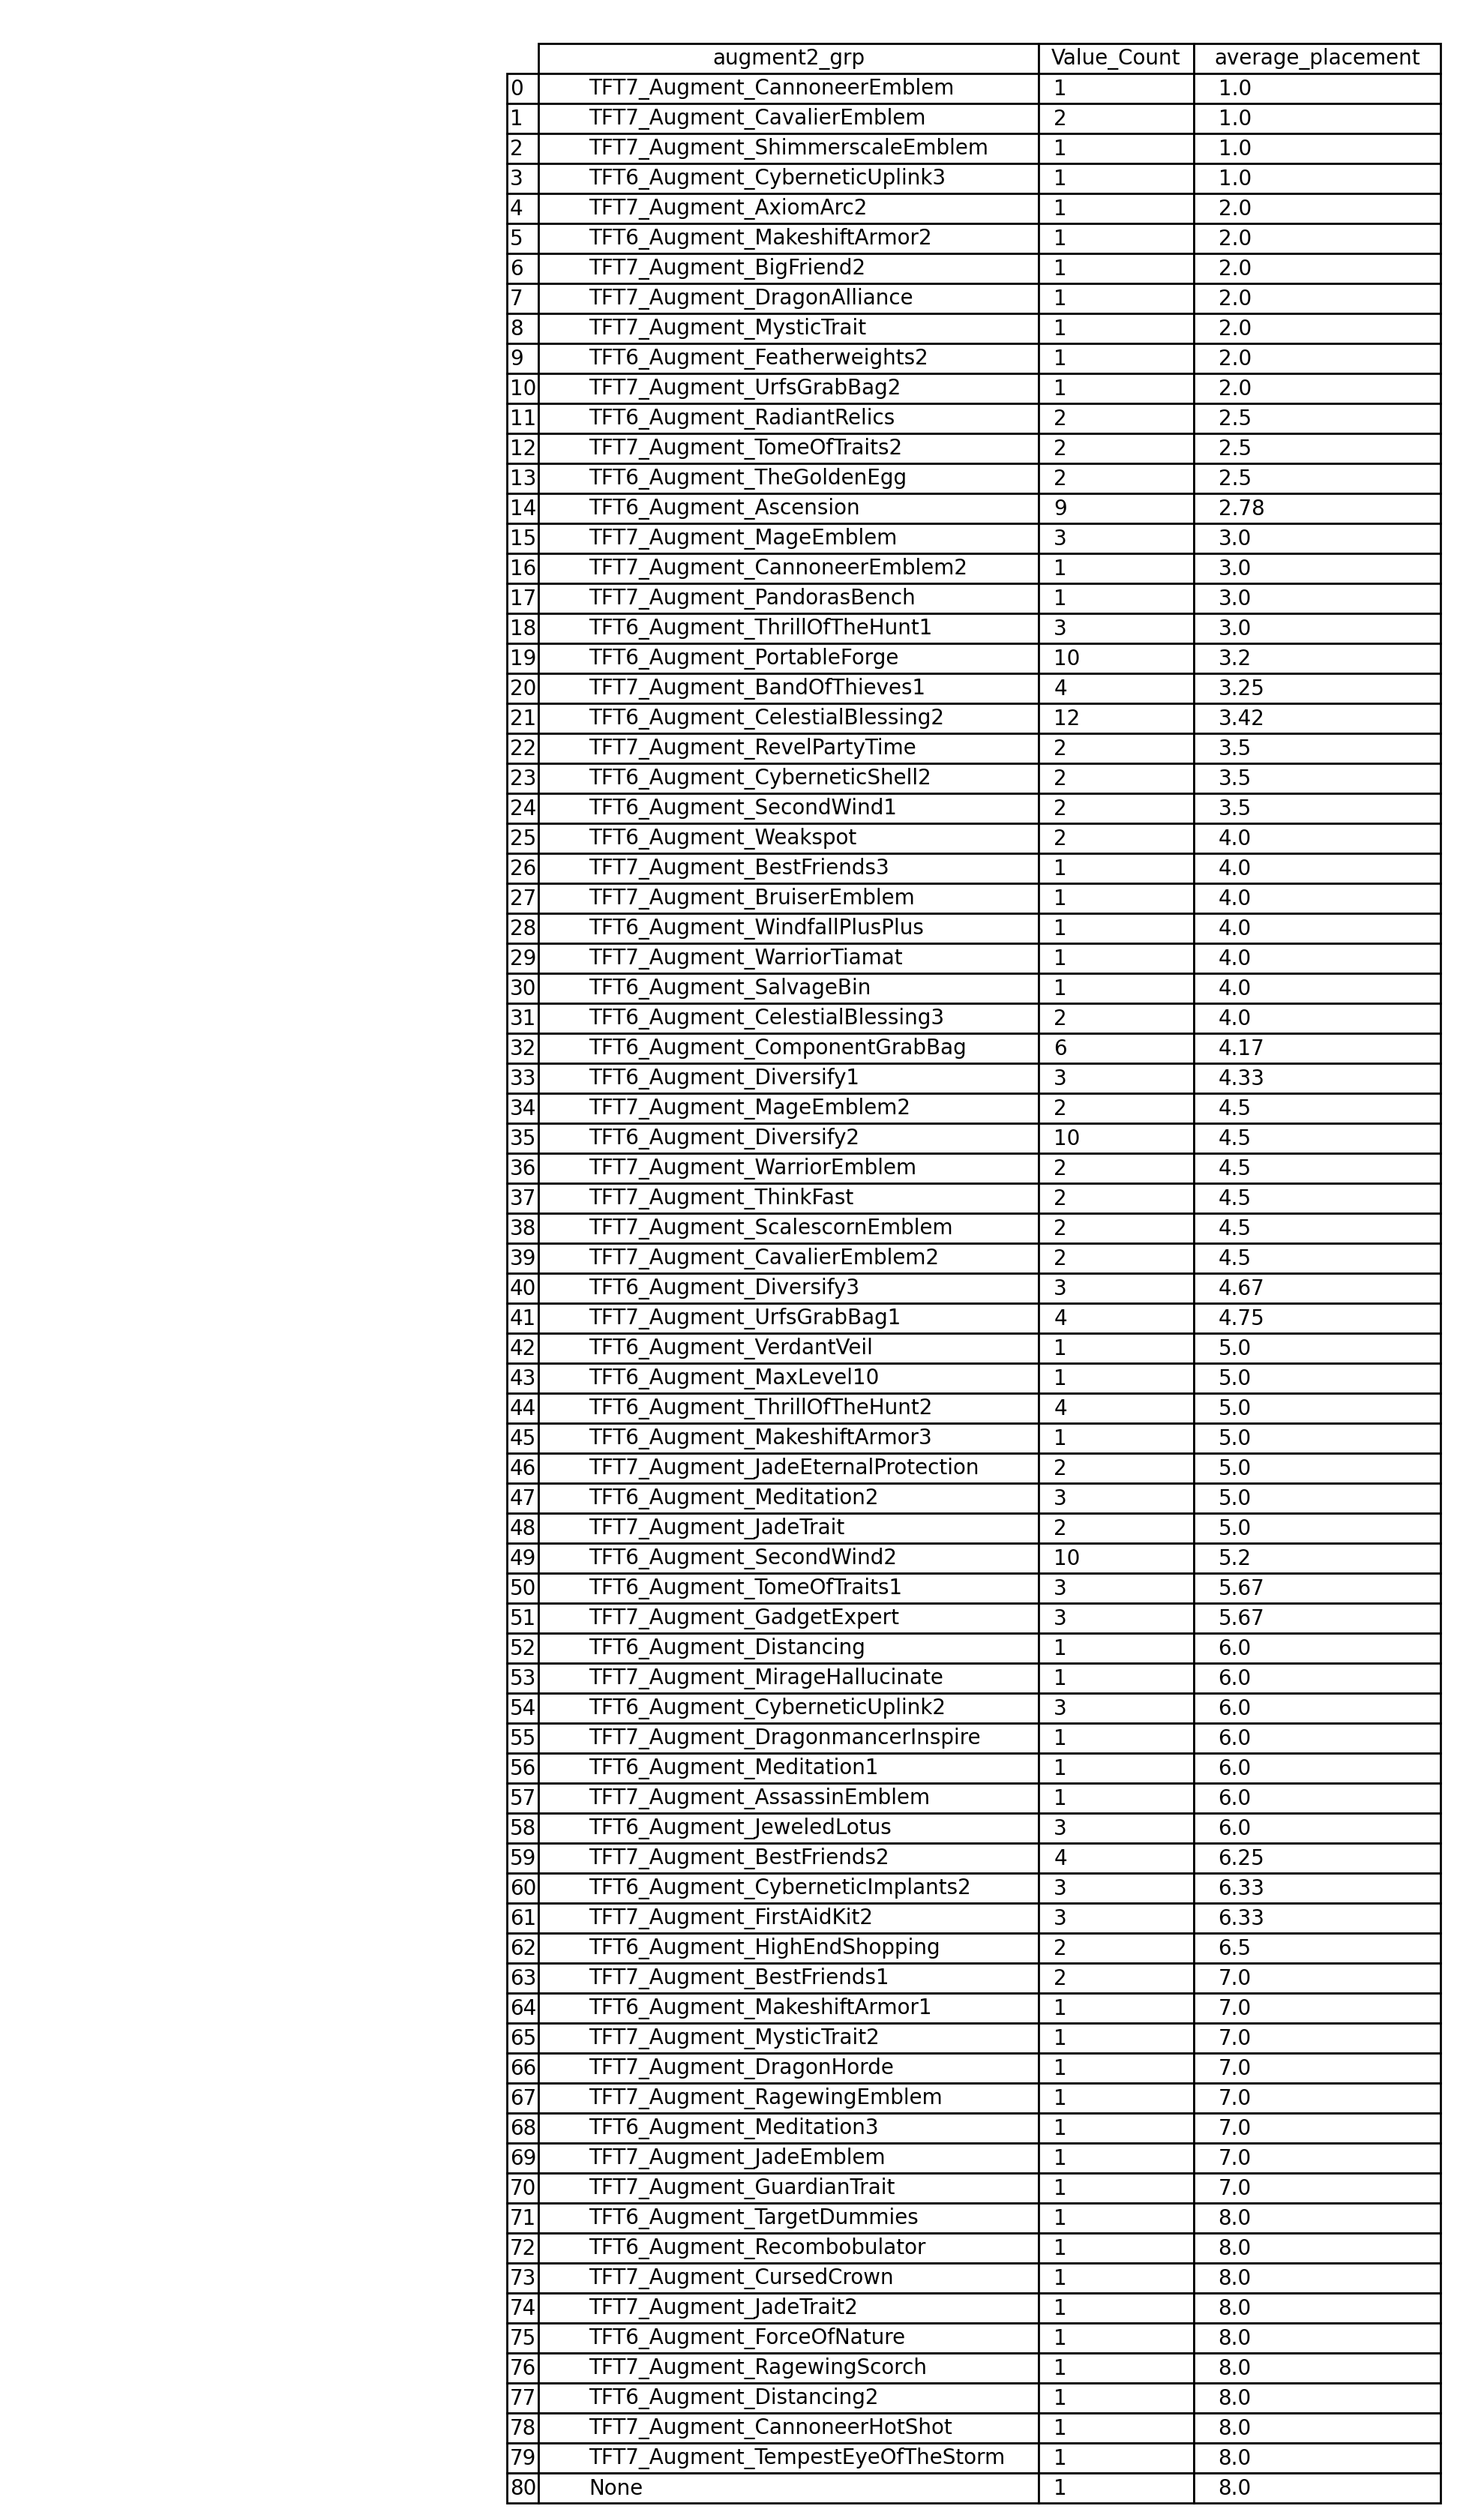 augment2_grp Value_Count average_placement
0 TFT7_Augment_CannoneerEmblem 1 1.0
1 TFT7_Augment_CavalierEmblem 2 1.0
2 TFT7_Augment_ShimmerscaleEmblem 1 1.0
3 TFT6_Augment_CyberneticUplink3 1 1.0
4 TFT7_Augment_AxiomArc2 1 2.0
5 TFT6_Augment_MakeshiftArmor2 1 2.0
6 TFT7_Augment_BigFriend2 1 2.0
7 TFT7_Augment_DragonAlliance 1 2.0
8 TFT7_Augment_MysticTrait 1 2.0
9 TFT6_Augment_Featherweights2 1 2.0
10 TFT7_Augment_UrfsGrabBag2 1 2.0
11 TFT6_Augment_RadiantRelics 2 2.5
12 TFT7_Augment_TomeOfTraits2 2 2.5
13 TFT6_Augment_TheGoldenEgg 2 2.5
14 TFT6_Augment_Ascension 9 2.78
15 TFT7_Augment_MageEmblem 3 3.0
16 TFT7_Augment_CannoneerEmblem2 1 3.0
17 TFT7_Augment_PandorasBench 1 3.0
18 TFT6_Augment_ThrillOfTheHunt1 3 3.0
19 TFT6_Augment_PortableForge 10 3.2
20 TFT7_Augment_BandOfThieves1 4 3.25
21 TFT6_Augment_CelestialBlessing2 12 3.42
22 TFT7_Augment_RevelPartyTime 2 3.5
23 TFT6_Augment_CyberneticShell2 2 3.5
24 TFT6_Augment_SecondWind1 2 3.5
25 TFT6_Augment_Weakspot 2 4.0
26 TFT7_Augment_BestFriends3 1 4.0
27 TFT7_Augment_BruiserEmblem 1 4.0
28 TFT6_Augment_WindfallPlusPlus 1 4.0
29 TFT7_Augment_WarriorTiamat 1 4.0
30 TFT6_Augment_SalvageBin 1 4.0
31 TFT6_Augment_CelestialBlessing3 2 4.0
32 TFT6_Augment_ComponentGrabBag 6 4.17
33 TFT6_Augment_Diversify1 3 4.33
34 TFT7_Augment_MageEmblem2 2 4.5
35 TFT6_Augment_Diversify2 10 4.5
36 TFT7_Augment_WarriorEmblem 2 4.5
37 TFT7_Augment_ThinkFast 2 4.5
38 TFT7_Augment_ScalescornEmblem 2 4.5
39 TFT7_Augment_CavalierEmblem2 2 4.5
40 TFT6_Augment_Diversify3 3 4.67
41 TFT7_Augment_UrfsGrabBag1 4 4.75
42 TFT6_Augment_VerdantVeil 1 5.0
43 TFT6_Augment_MaxLevel10 1 5.0
44 TFT6_Augment_ThrillOfTheHunt2 4 5.0
45 TFT6_Augment_MakeshiftArmor3 1 5.0
46 TFT7_Augment_JadeEternalProtection 2 5.0
47 TFT6_Augment_Meditation2 3 5.0
48 TFT7_Augment_JadeTrait 2 5.0
49 TFT6_Augment_SecondWind2 10 5.2
50 TFT6_Augment_TomeOfTraits1 3 5.67
51 TFT7_Augment_GadgetExpert 3 5.67
52 TFT6_Augment_Distancing 1 6.0
53 TFT7_Augment_MirageHallucinate 1 6.0
54 TFT6_Augment_CyberneticUplink2 3 6.0
55 TFT7_Augment_DragonmancerInspire 1 6.0
56 TFT6_Augment_Meditation1 1 6.0
57 TFT7_Augment_AssassinEmblem 1 6.0
58 TFT6_Augment_JeweledLotus 3 6.0
59 TFT7_Augment_BestFriends2 4 6.25
60 TFT6_Augment_CyberneticImplants2 3 6.33
61 TFT7_Augment_FirstAidKit2 3 6.33
62 TFT6_Augment_HighEndShopping 2 6.5
63 TFT7_Augment_BestFriends1 2 7.0
64 TFT6_Augment_MakeshiftArmor1 1 7.0
65 TFT7_Augment_MysticTrait2 1 7.0
66 TFT7_Augment_DragonHorde 1 7.0
67 TFT7_Augment_RagewingEmblem 1 7.0
68 TFT6_Augment_Meditation3 1 7.0
69 TFT7_Augment_JadeEmblem 1 7.0
70 TFT7_Augment_GuardianTrait 1 7.0
71 TFT6_Augment_TargetDummies 1 8.0
72 TFT6_Augment_Recombobulator 1 8.0
73 TFT7_Augment_CursedCrown 1 8.0
74 TFT7_Augment_JadeTrait2 1 8.0
75 TFT6_Augment_ForceOfNature 1 8.0
76 TFT7_Augment_RagewingScorch 1 8.0
77 TFT6_Augment_Distancing2 1 8.0
78 TFT7_Augment_CannoneerHotShot 1 8.0
79 TFT7_Augment_TempestEyeOfTheStorm 1 8.0
80 None 1 8.0